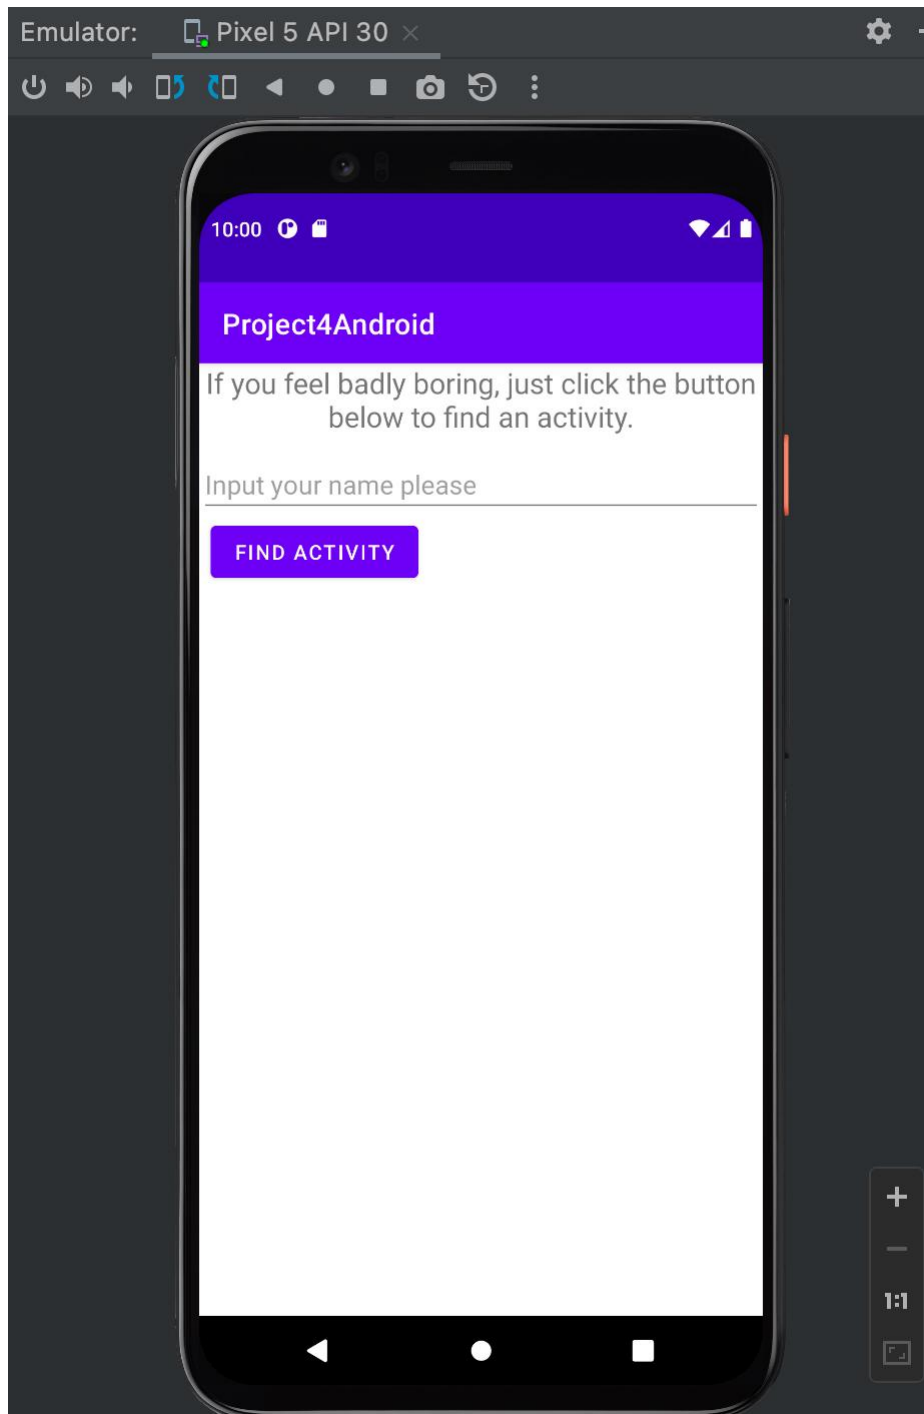 Emulator: Pixel 5 API 30
10:00
Project4Android
If you feel badly boring, just click the button
below to find an activity.
Input your name please
FIND ACTIVITY
1:1